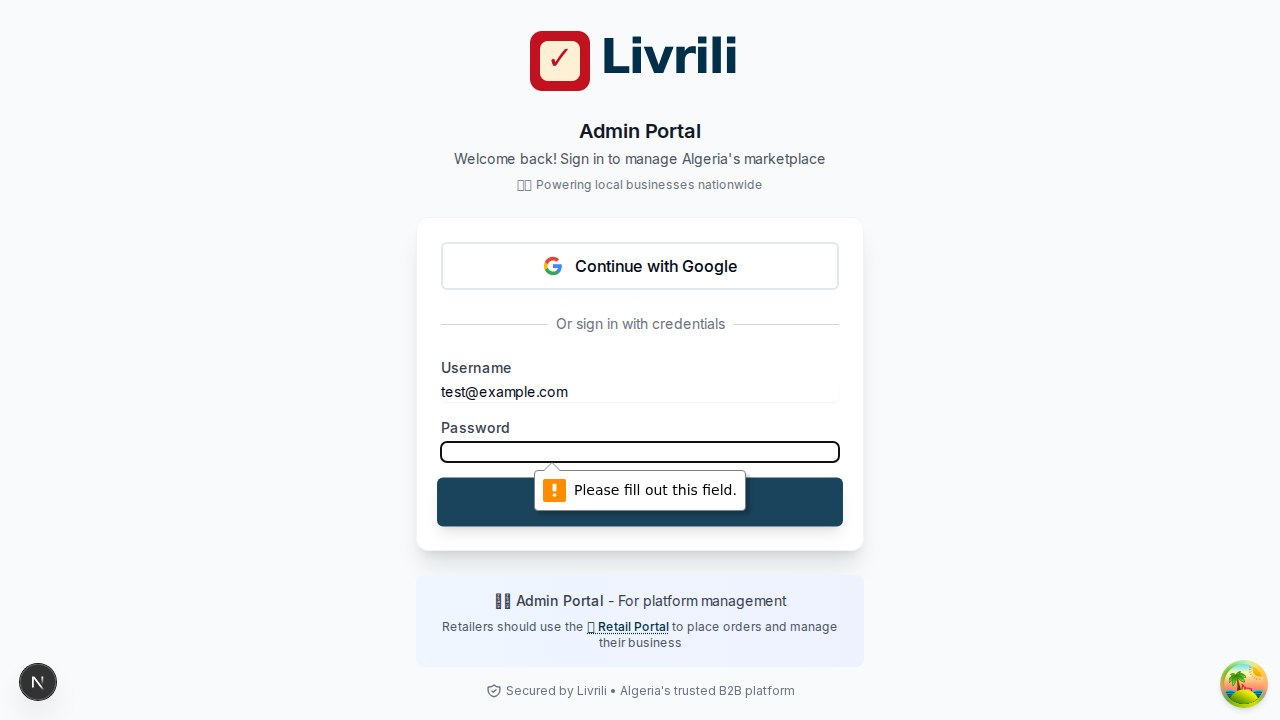 ✓ Livrili
Admin Portal
Welcome back! Sign in to manage Algeria's marketplace
Powering local businesses nationwide
Continue with Google
Or sign in with credentials
Username
test@example.com
Password
Please fill out this field.
Admin Portal - For platform management
Retailers should use the Retail Portal to place orders and manage
their business
Secured by Livrili • Algeria's trusted B2B platform
N